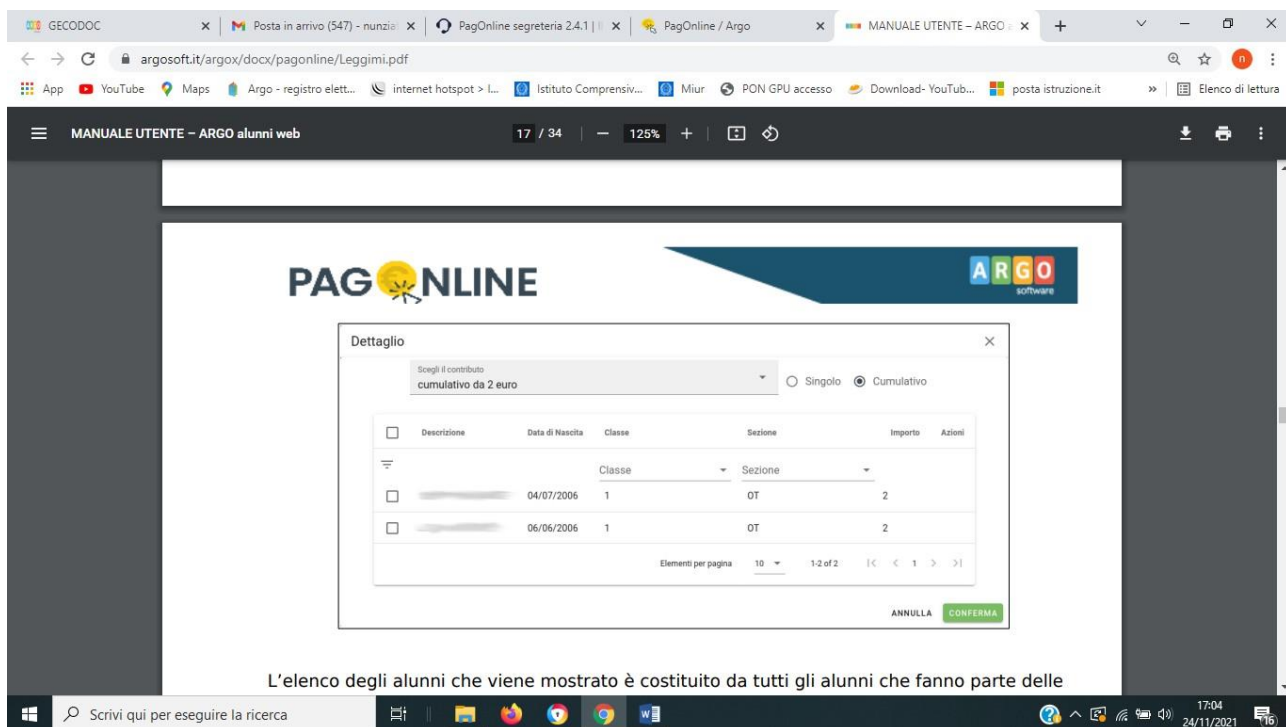 GECODOC
Posta in arrivo (547) - nunzia
PagOnline segreteria 2.4.1 |
PagOnline / Argo
MANUALE UTENTE – ARGO
argosoft.it/argox/docx/pagonline/Leggimi.pdf
n
App YouTube Maps Argo - registro elett... internet hotspot > I... Istituto Comprensiv... Miur PON GPU accesso Download- YouTub... posta istruzione.it » Elenco di lettura
MANUALE UTENTE – ARGO alunni web 17 / 34 125%
PAGONLINE
ARGO
software
Dettaglio
Scegli il contributo
cumulativo da 2 euro
Singolo Cumulativo
Descrizione Data di Nascita Classe Sezione Importo Azioni
Classe Sezione
04/07/2006 1 OT 2
06/06/2006 1 OT 2
Elementi per pagina 10 1-2 of 2 |< < 1 > >|
ANNULLA CONFERMA
L'elenco degli alunni che viene mostrato è costituito da tutti gli alunni che fanno parte delle
Scrivi qui per eseguire la ricerca
17:04
24/11/2021